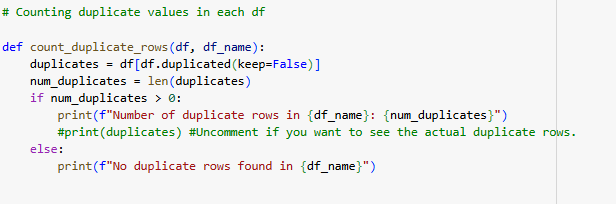 # Counting duplicate values in each df

def count_duplicate_rows(df, df_name):
    duplicates = df[df.duplicated(keep=False)]
    num_duplicates = len(duplicates)
    if num_duplicates > 0:
        print(f"Number of duplicate rows in {df_name}: {num_duplicates}")
        #print(duplicates) #Uncomment if you want to see the actual duplicate rows.
    else:
        print(f"No duplicate rows found in {df_name}")